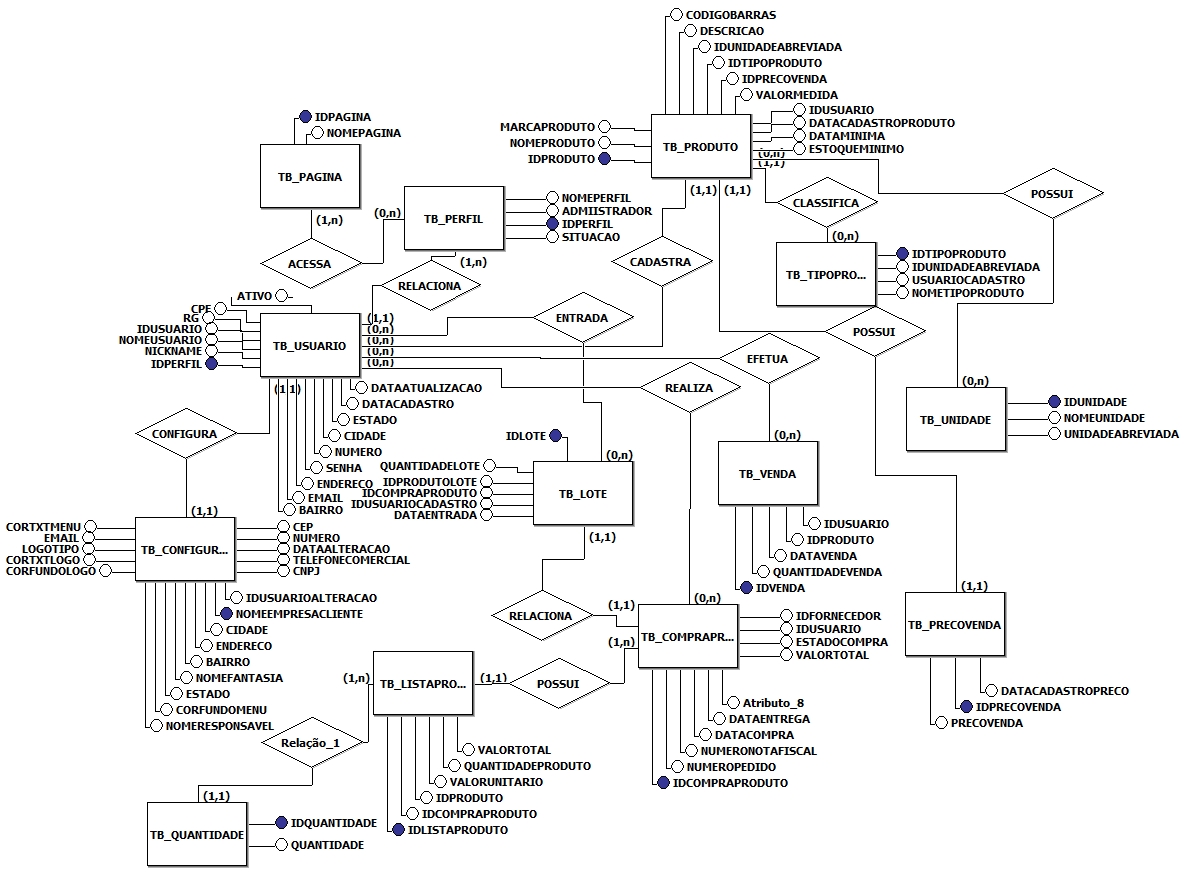 CODIGOBARRAS
DESCRICAO
IDUNIDADEABREVIADA
IDTIPOPRODUTO
IDPRECOVENDA
VALORMEDIDA
IDUSUARIO
DATACADASTROPRODUTO
DATAMINIMA
ESTOQUEMINIMO
MARCAPRODUTO
NOMEPRODUTO
IDPRODUTO
TB_PRODUTO
(0,n)
(1,1)
(1,1)
(1,1)
IDPAGINA
NOMEPAGINA
TB_PAGINA
(1,n)
(0,n)
TB_PERFIL
NOMEPERFIL
ADMIISTRADOR
IDPERFIL
SITUACAO
(1,n)
ACESSA
RELACIONA
CADASTRA
CLASSIFICA
POSSUI
(0,n)
TB_TIPOPRO...
IDTIPOPRODUTO
IDUNIDADEABREVIADA
USUARIOCADASTRO
NOMETIPOPRODUTO
ATIVO
CPF
RG
IDUSUARIO
NOMEUSUARIO
NICKNAME
IDPERFIL
TB_USUARIO
(1,1)
(0,n)
(0,n)
(0,n)
(0,n)
(1,1)
ENTRADA
POSSUI
EFETUA
REALIZA
DATAATUALIZACAO
DATACADASTRO
ESTADO
CIDADE
NUMERO
SENHA
ENDERECO
EMAIL
BAIRRO
CONFIGURA
(0,n)
TB_UNIDADE
IDUNIDADE
NOMEUNIDADE
UNIDADEABREVIADA
IDLOTE
QUANTIDADELOTE
IDPRODUTOLOTE
IDCOMPRAPRODUTO
IDUSUARIOCADASTRO
DATAENTRADA
(0,n)
TB_LOTE
(1,1)
(0,n)
TB_VENDA
IDUSUARIO
IDPRODUTO
DATAVENDA
QUANTIDADEVENDA
IDVENDA
(1,1)
CORTXTMENU
EMAIL
LOGOTIPO
CORTXTLOGO
CORFUNDOLOGO
TB_CONFIGUR...
CEP
NUMERO
DATAALTERACAO
TELEFONECOMERCIAL
CNPJ
IDUSUARIOALTERACAO
NOMEEMPRESACLIENTE
CIDADE
ENDERECO
BAIRRO
NOMEFANTASIA
ESTADO
CORFUNDOMENU
NOMERESPONSAVEL
RELACIONA
(1,1)
(0,n)
TB_COMPRAPR...
(1,n)
IDFORNECEDOR
IDUSUARIO
ESTADOCOMPRA
VALORTOTAL
Atributo_8
DATAENTREGA
DATACOMPRA
NUMERONOTAFISCAL
NUMEROPEDIDO
IDCOMPRAPRODUTO
(1,1)
TB_PRECOVENDA
DATACADASTROPRECO
IDPRECOVENDA
PRECOVENDA
(1,n)
TB_LISTAPRO...
(1,1)
POSSUI
VALORTOTAL
QUANTIDADEPRODUTO
VALORUNITARIO
IDPRODUTO
IDCOMPRAPRODUTO
IDLISTAPRODUTO
Relação_1
(1,1)
TB_QUANTIDADE
IDQUANTIDADE
QUANTIDADE